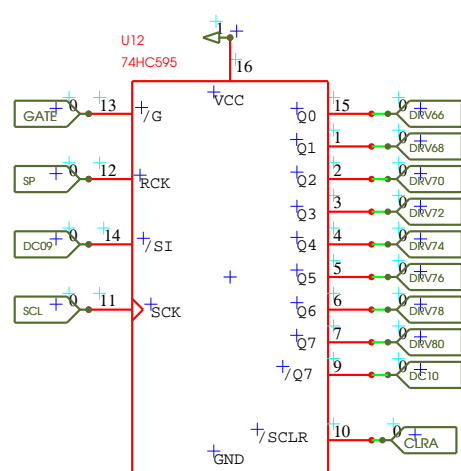 U12
74HC595
1
16
VCC
GATE 0 13 /G
SP 0 12 RCK
DC09 0 14 /SI
SCL 0 11 SCK
Q0 15 0 DRV66
Q1 1 0 DRV68
Q2 2 0 DRV70
Q3 3 0 DRV72
Q4 4 0 DRV74
Q5 5 0 DRV76
Q6 6 0 DRV78
Q7 7 0 DRV80
/Q7 9 0 DC10
/SCLR 10 0 CLRA
GND